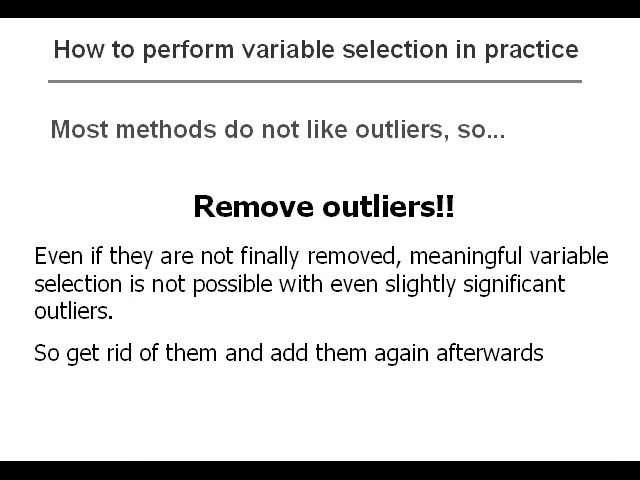 How to perform variable selection in practice
Most methods do not like outliers, so...
Remove outliers!!
Even if they are not finally removed, meaningful variable
selection is not possible with even slightly significant
outliers.
So get rid of them and add them again afterwards